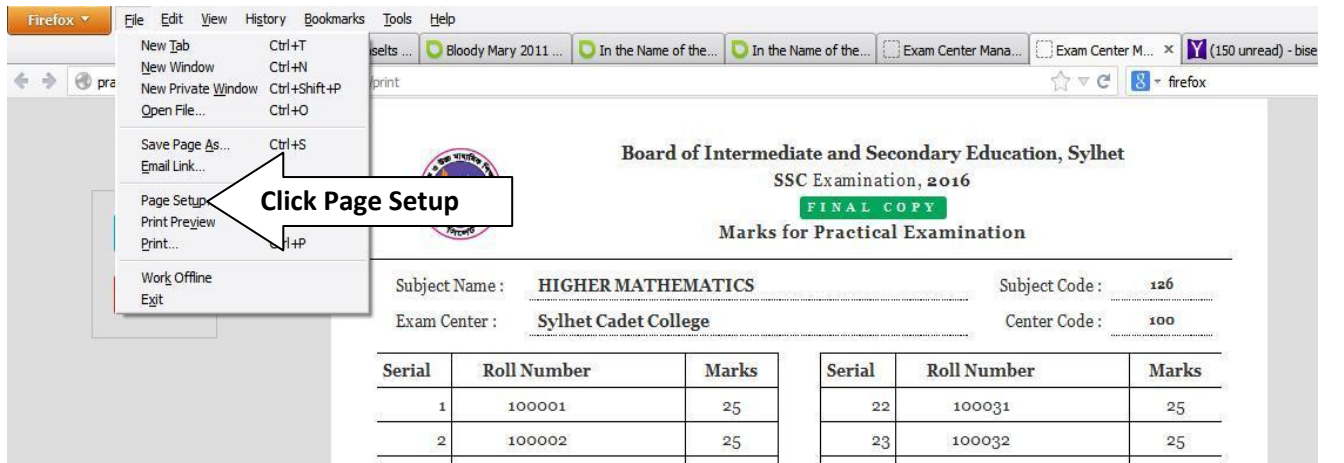 Firefox
File Edit View History Bookmarks Tools Help
New Tab Ctrl+T
New Window Ctrl+N
New Private Window Ctrl+Shift+P
Open File... Ctrl+O
Save Page As... Ctrl+S
Email Link...
Page Setup
Print Preview
Print... Ctrl+P
Work Offline
Exit
Click Page Setup
selts ... Bloody Mary 2011 ... In the Name of the... In the Name of the... Exam Center Mana... Exam Center M... × (150 unread) - bise
pra /print firefox
Board of Intermediate and Secondary Education, Sylhet
SSC Examination, 2016
FINAL COPY
Marks for Practical Examination
Subject Name : HIGHER MATHEMATICS Subject Code : 126
Exam Center : Sylhet Cadet College Center Code : 100
Serial Roll Number Marks Serial Roll Number Marks
1 100001 25 22 100031 25
2 100002 25 23 100032 25